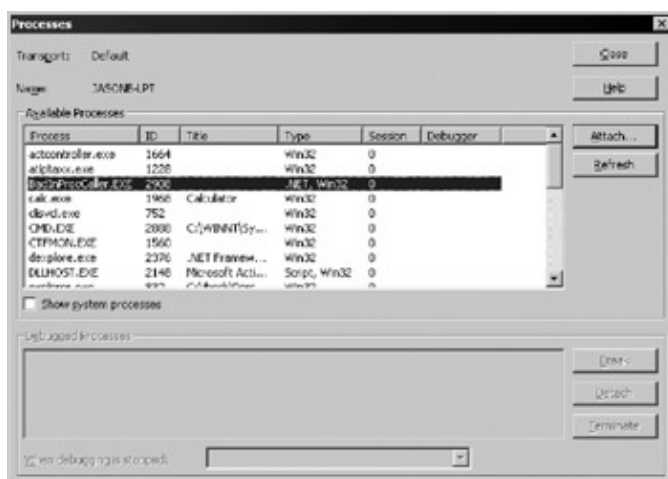 Processes
Transport: Default
Close
Name: JASONB-LPT
Help
Available Processes
Process ID Title Type Session Debugger
Attach...
actcontroller.exe 1664 Win32 0
Refresh
atiptaxx.exe 1228 Win32 0
BadInProcCaller.EXE 2908 .NET, Win32 0
calc.exe 1968 Calculator Win32 0
752 Win32 0
CMD.EXE 2888 C:\WINNT\Sy... Win32 0
CTFMON.EXE 1560 Win32 0
dexplore.exe 2376 .NET Framew... Win32 0
DLLHOST.EXE 2148 Microsoft Acti... Script, Win32 0
Show system processes
Debugged Processes
Break
Detach
Terminate
When debugging is stopped: